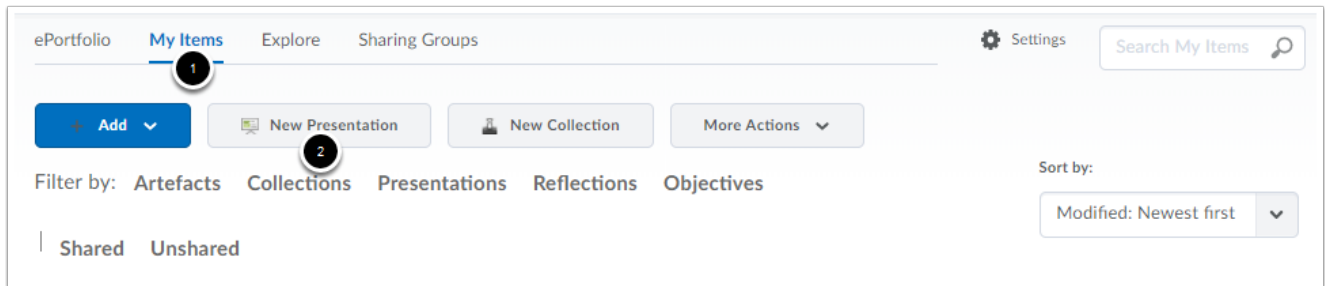 ePortfolio My Items Explore Sharing Groups Settings Search My Items
1
Add New Presentation New Collection More Actions
2
Filter by: Artefacts Collections Presentations Reflections Objectives
Sort by:
Modified: Newest first
Shared Unshared